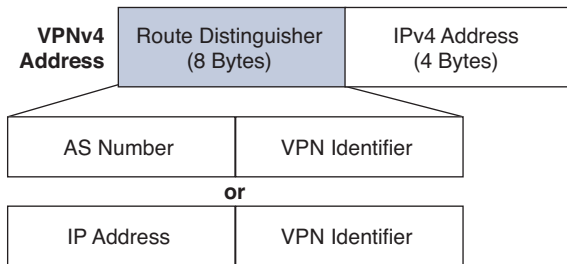 VPNv4
Address
Route Distinguisher
(8 Bytes)
IPv4 Address
(4 Bytes)
AS Number
VPN Identifier
or
IP Address
VPN Identifier